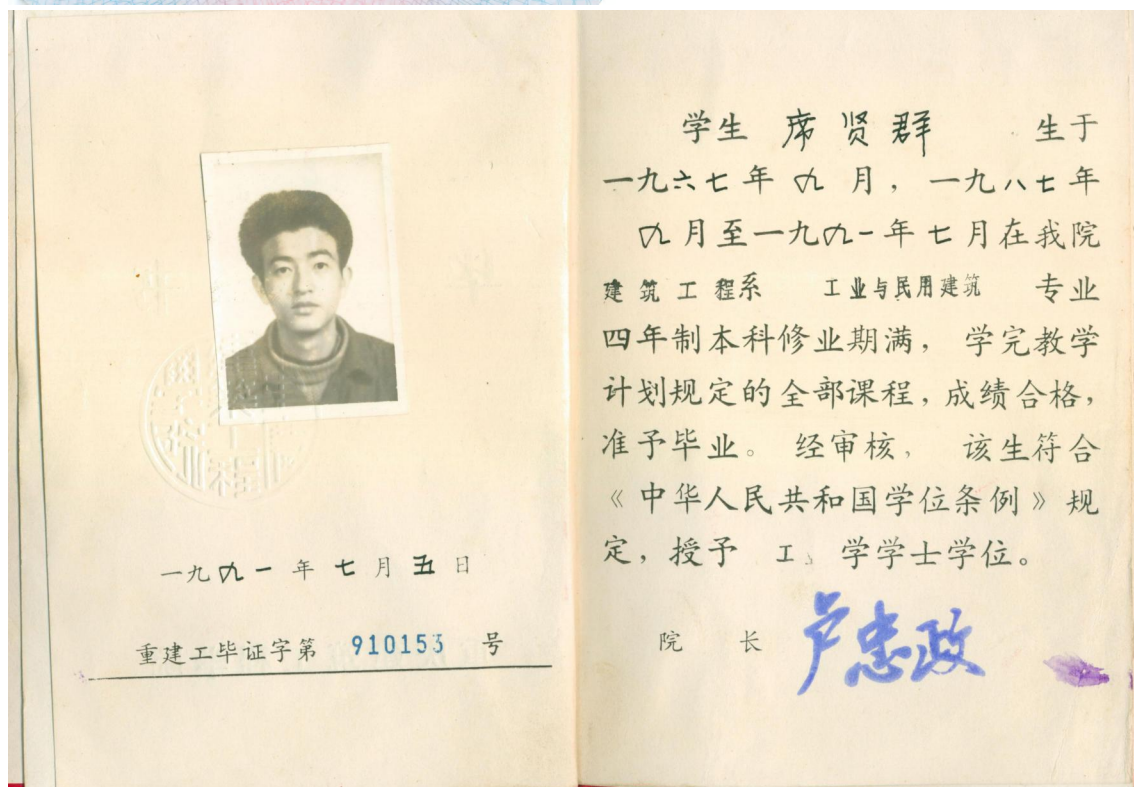 一九九一年七月五日
重建工毕证字第 910153 号
学生 席贤群 生于
一九六七年九月，一九八七年
九月至一九九一年七月在我院
建筑工程系 工业与民用建筑 专业
四年制本科修业期满，学完教学
计划规定的全部课程，成绩合格，
准予毕业。经审核，该生符合
《中华人民共和国学位条例》规
定，授予 工 学学士学位。
院 长 卢忠政